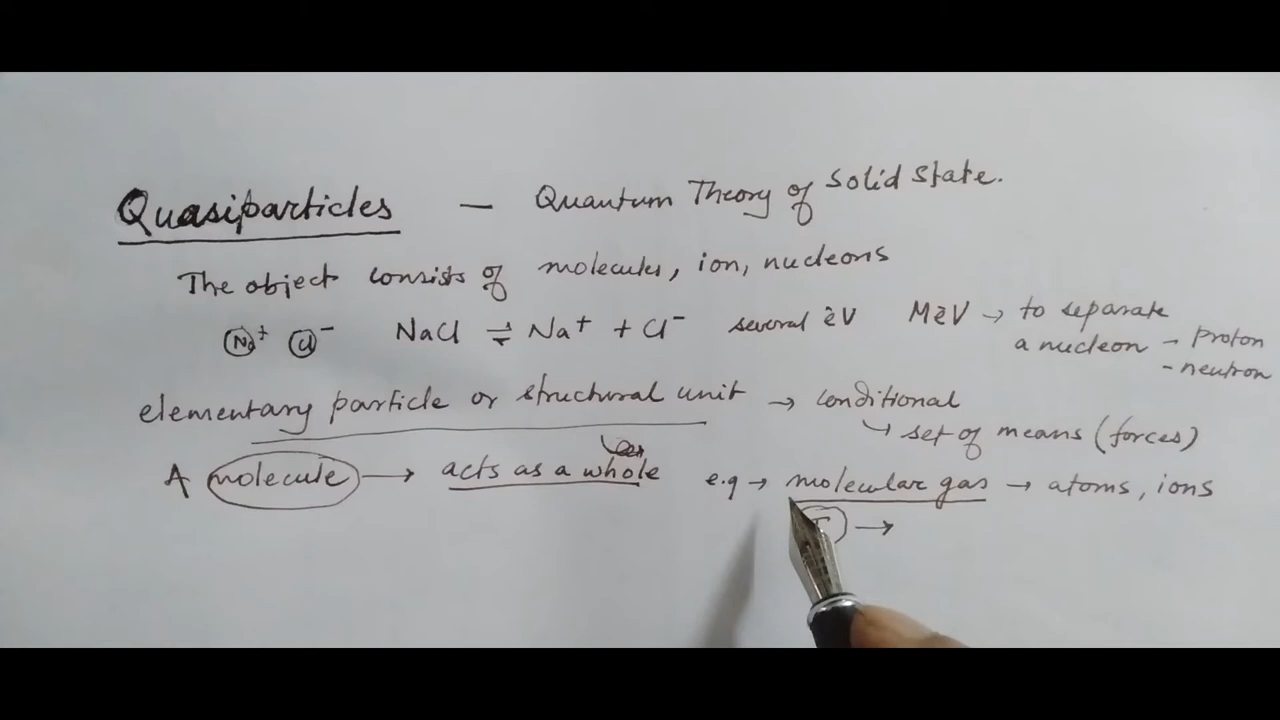 Quasiparticles — Quantum Theory of Solid State.
The object consists of molecules, ion, nucleons
Na+ Cl- NaCl ⇌ Na+ + Cl- several eV MeV → to separate
a nucleon - proton
- neutron
elementary particle or structural unit → conditional
↳ set of means (forces)
A molecule → acts as a whole e.g → molecular gas → atoms, ions
→